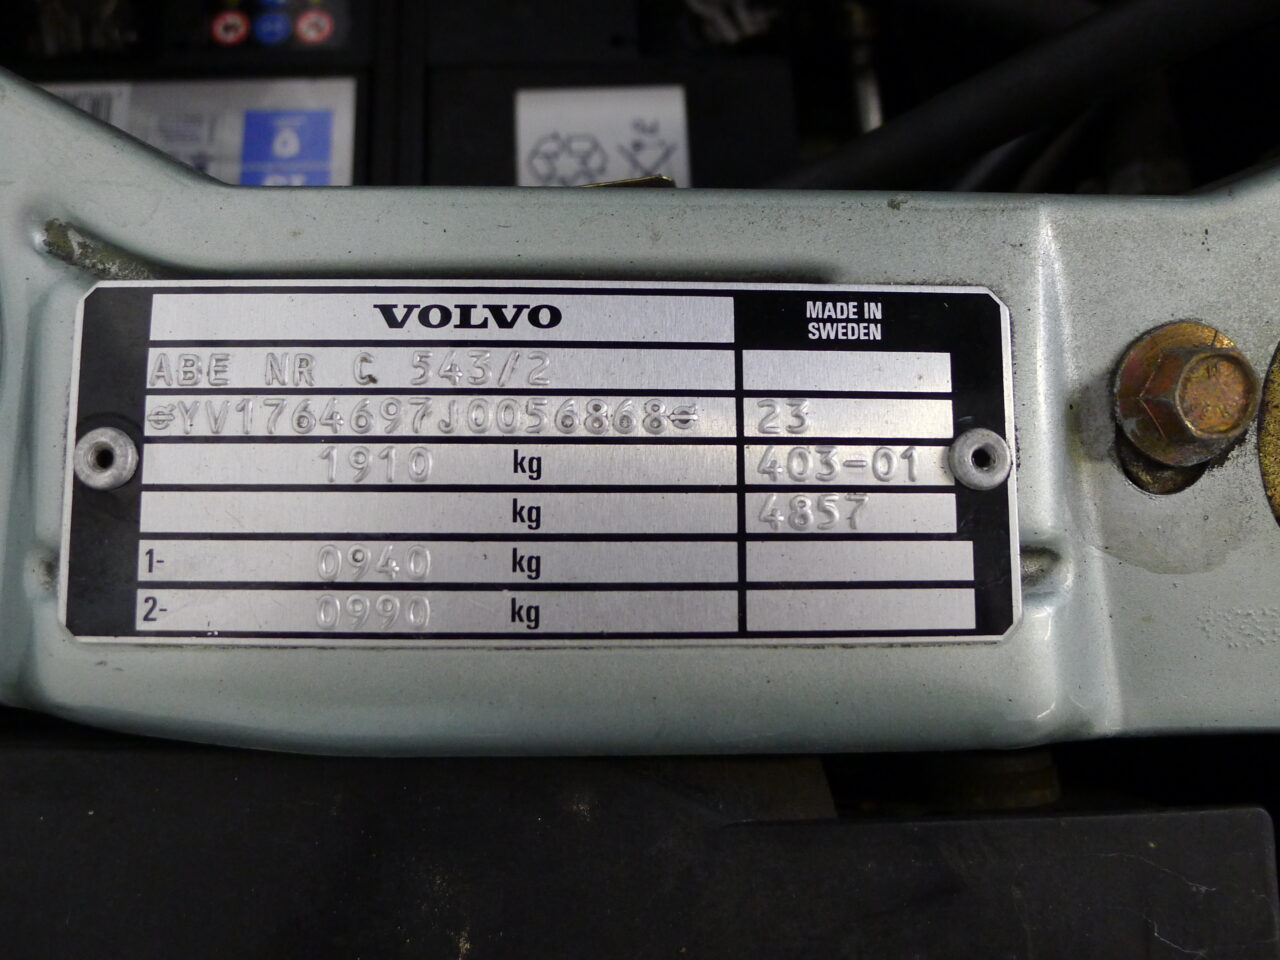 VOLVO
MADE IN
SWEDEN
ABE NR C 543/2
YV1764697J0056868
23
1910 kg
403-01
kg
4857
1- 0940 kg
2- 0990 kg